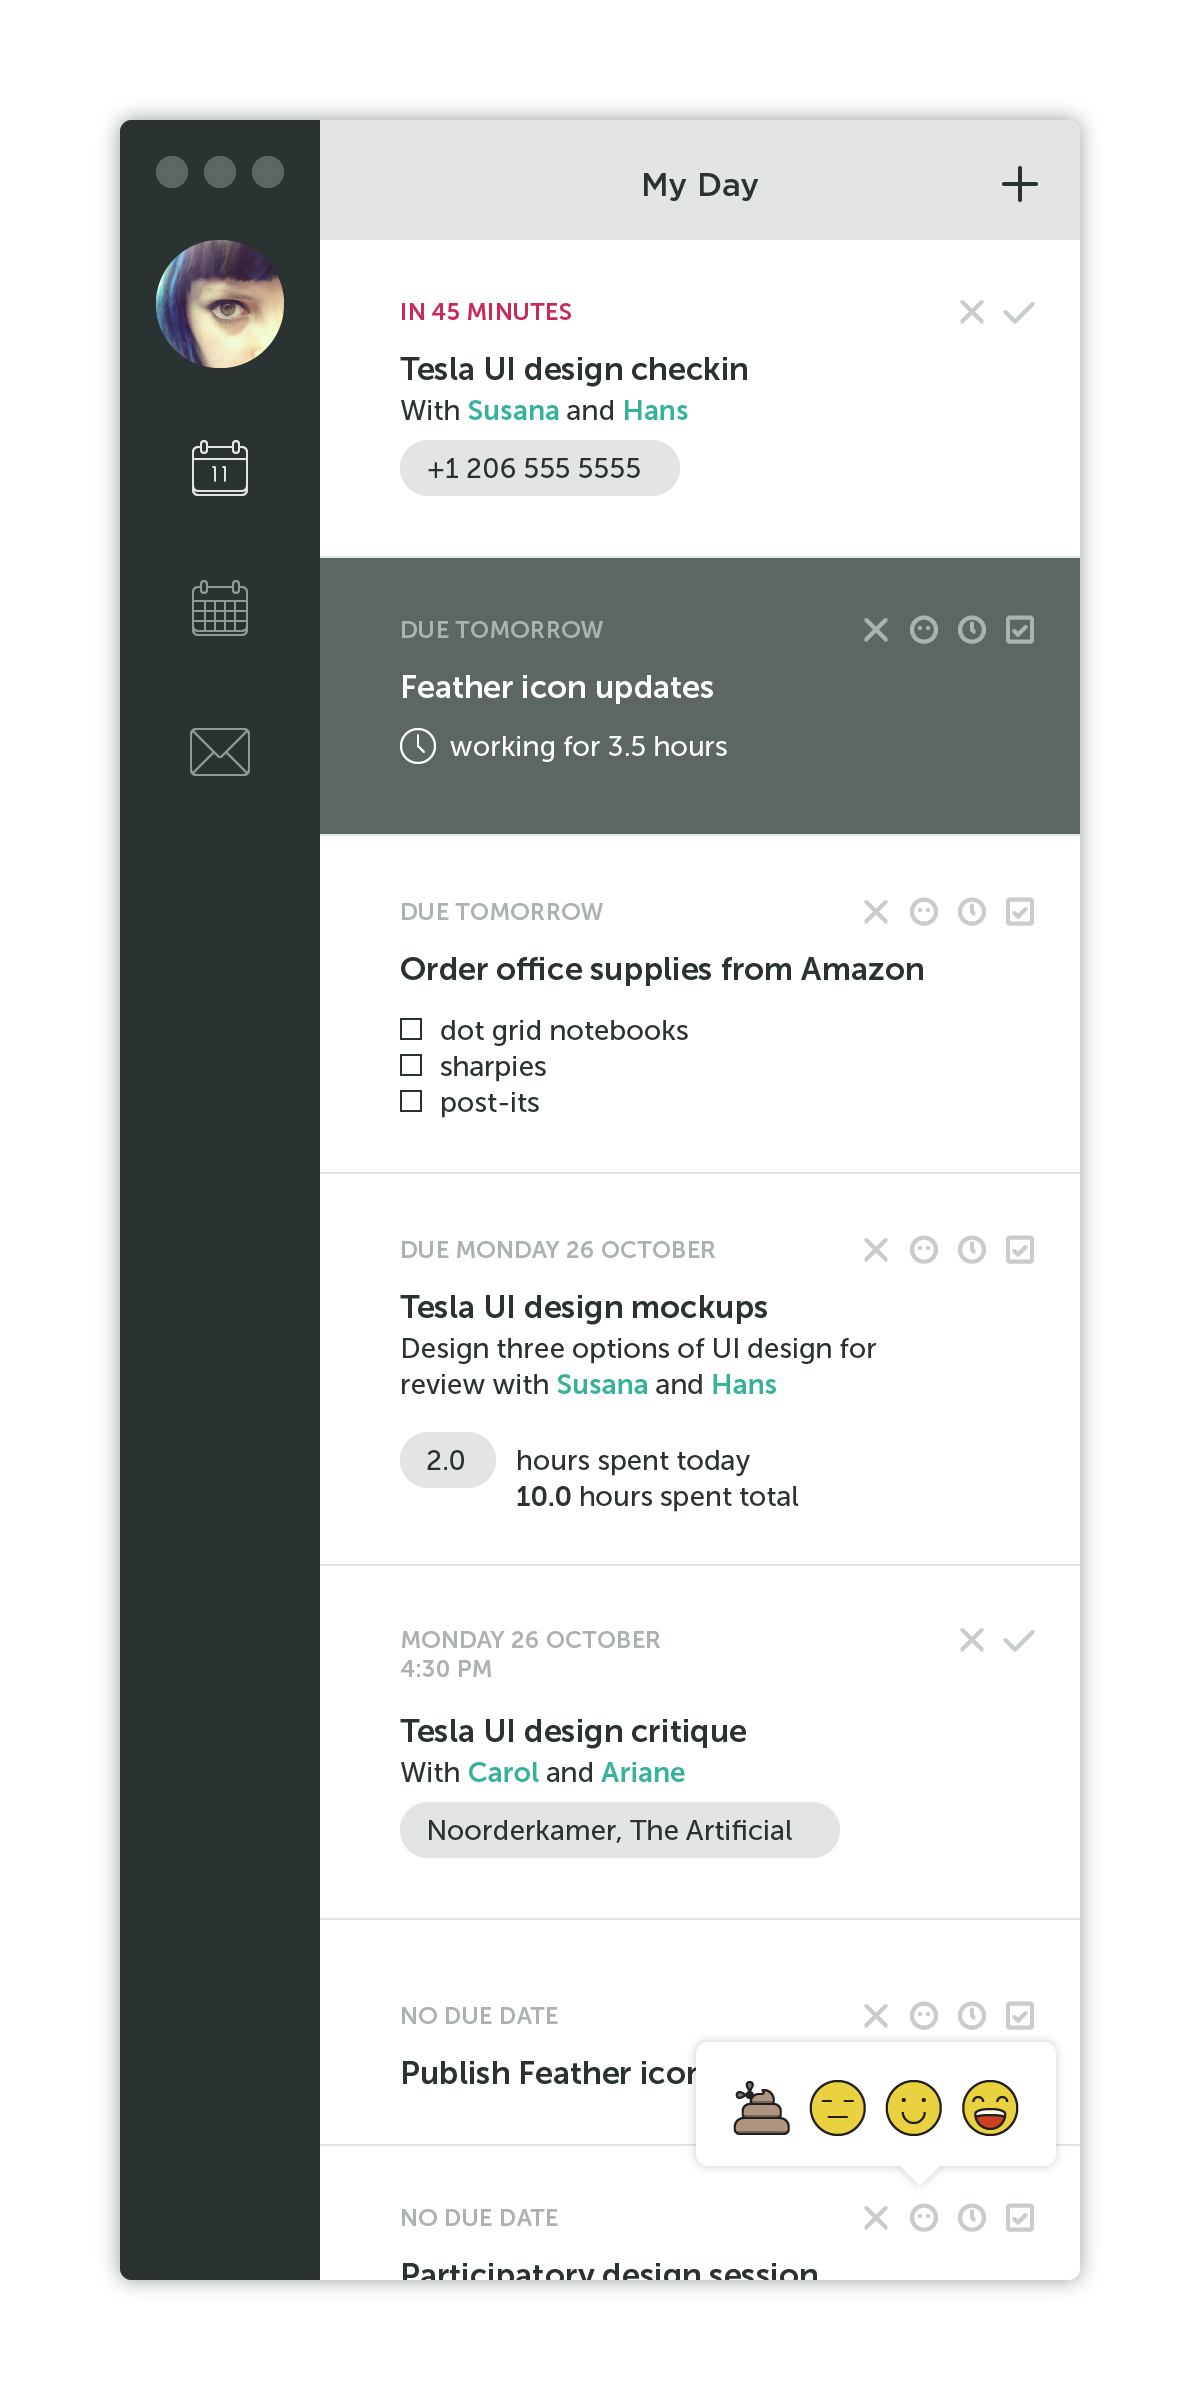 My Day
IN 45 MINUTES
Tesla UI design checkin
With Susana and Hans
+1 206 555 5555
11
DUE TOMORROW
Feather icon updates
working for 3.5 hours
DUE TOMORROW
Order office supplies from Amazon
dot grid notebooks
sharpies
post-its
DUE MONDAY 26 OCTOBER
Tesla UI design mockups
Design three options of UI design for
review with Susana and Hans
2.0 hours spent today
10.0 hours spent total
MONDAY 26 OCTOBER
4:30 PM
Tesla UI design critique
With Carol and Ariane
Noorderkamer, The Artificial
NO DUE DATE
Publish Feather
NO DUE DATE
Participatory design session